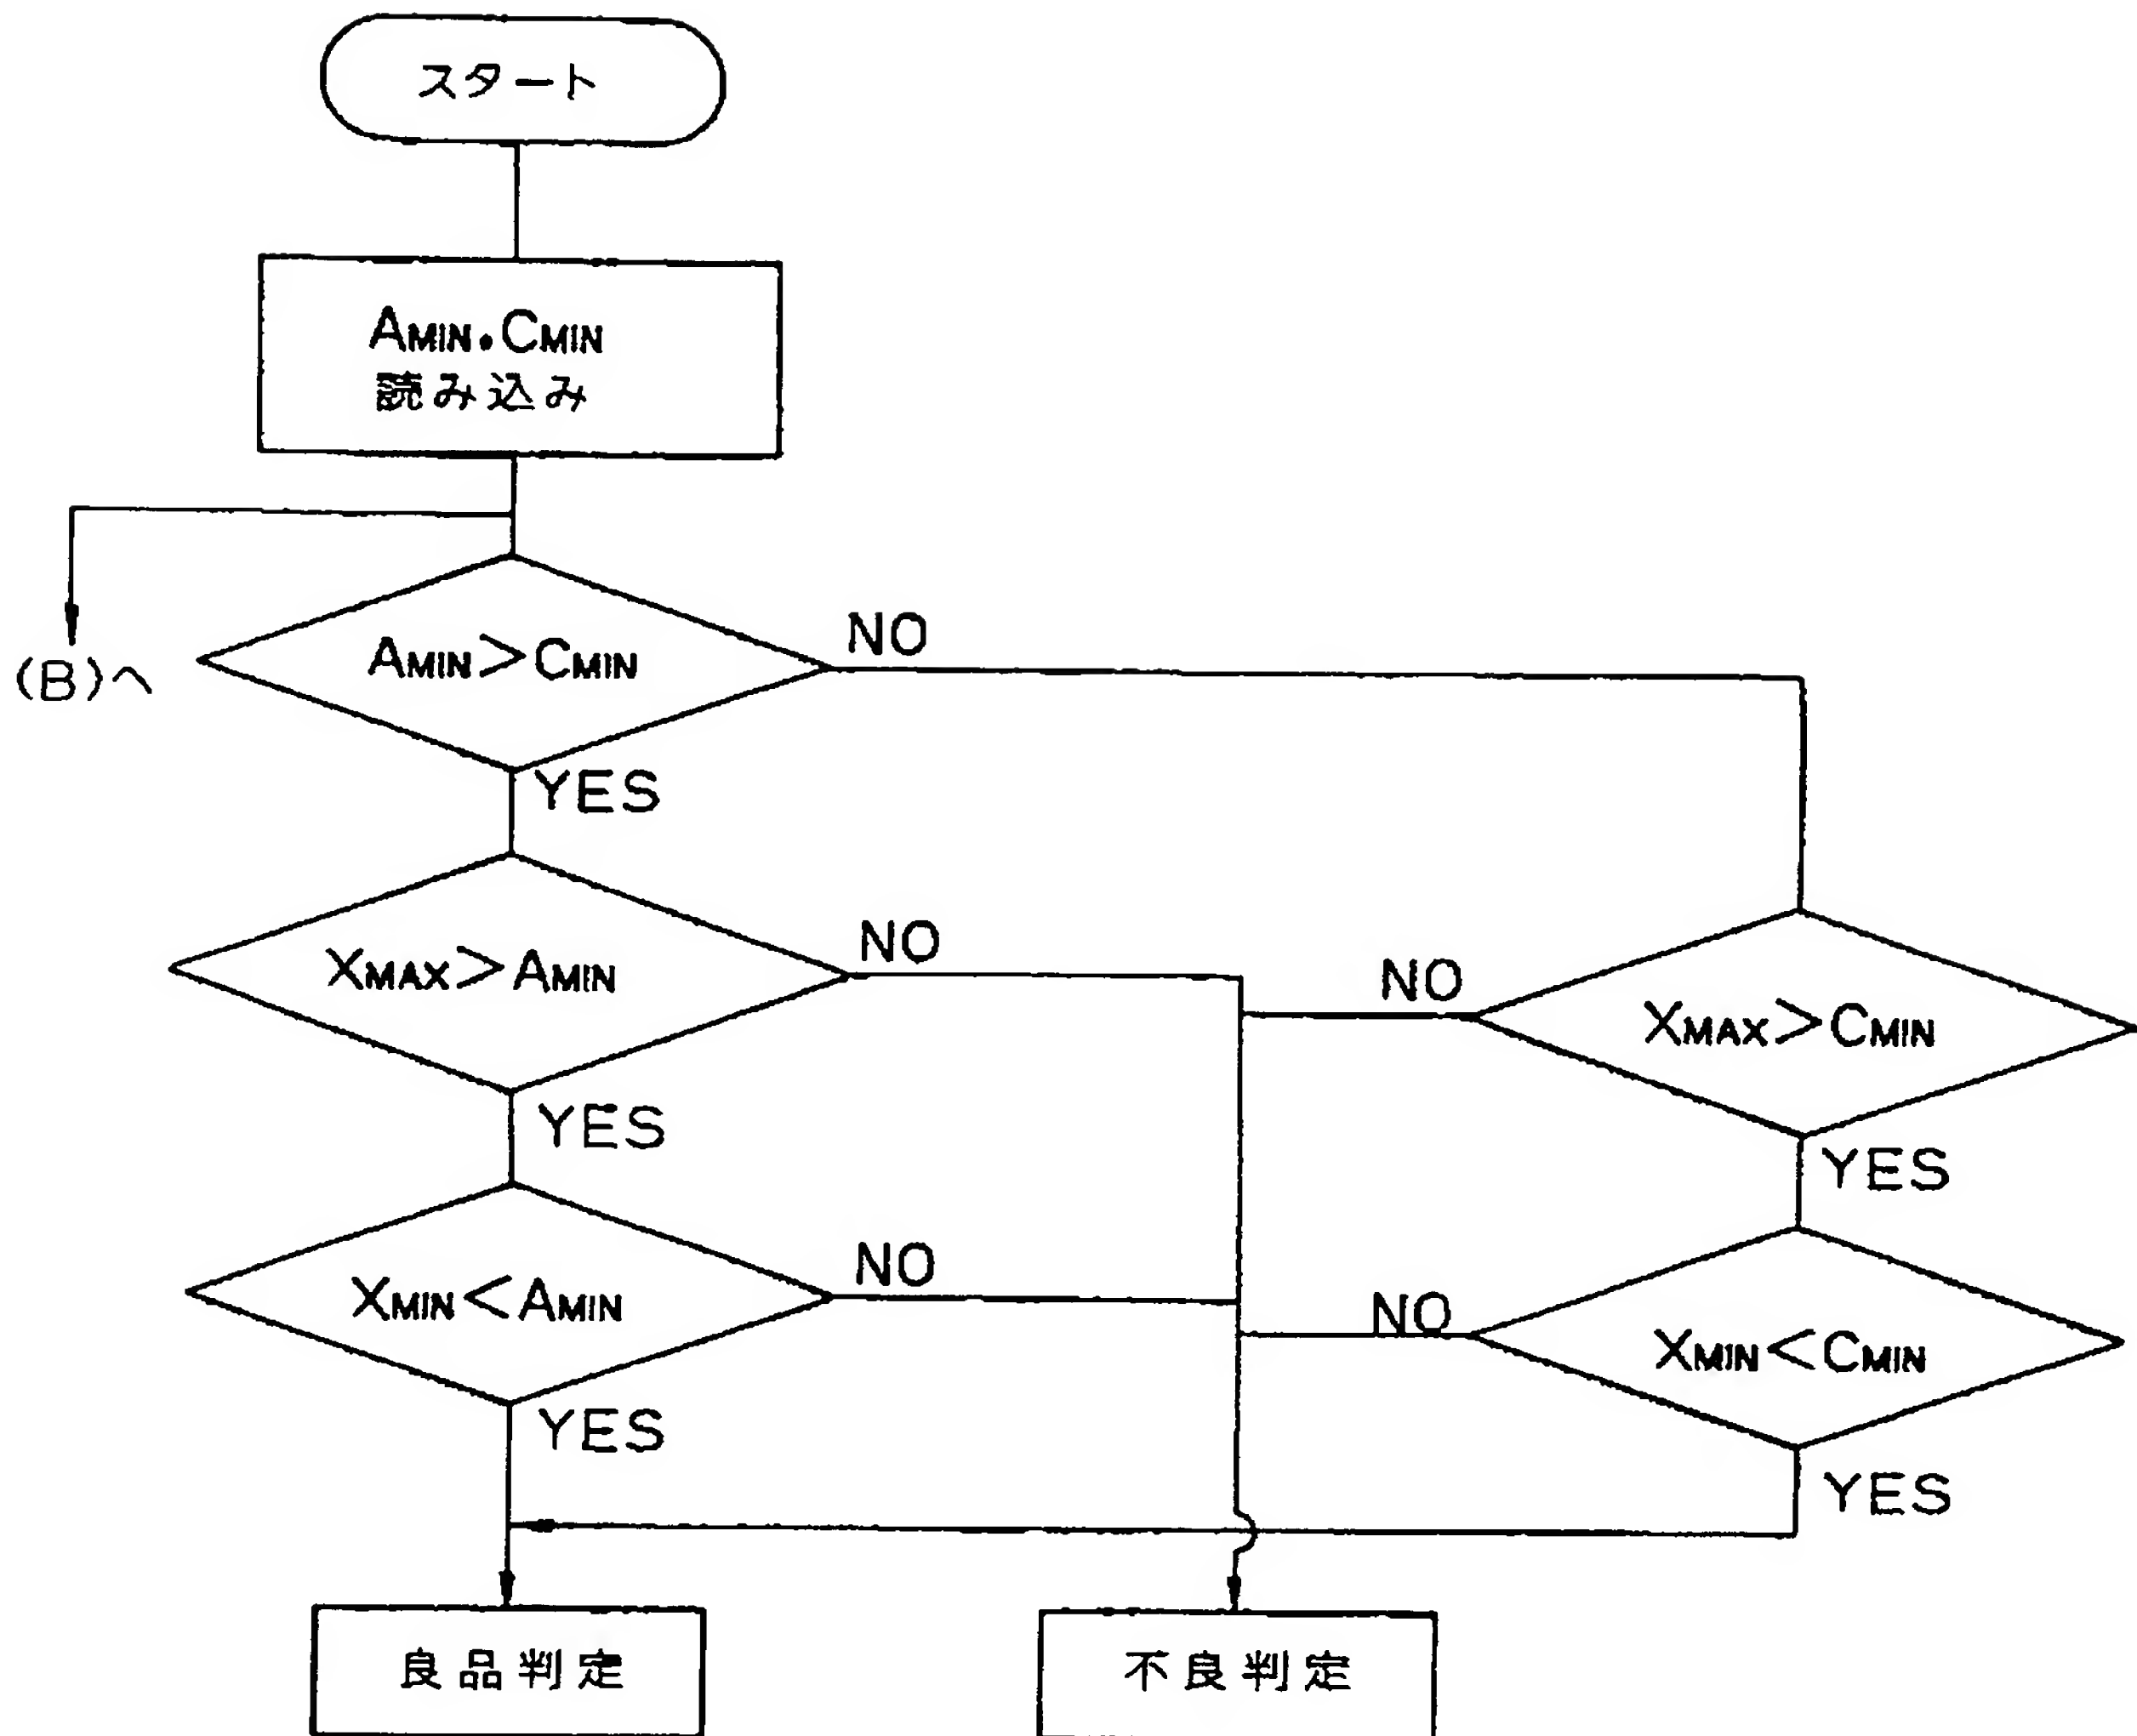 スタート
AMIN.CMIN
読み込み
(B)へ
AMIN>CMIN
NO
YES
XMAX>AMIN
NO
NO
XMAX>CMIN
YES
YES
XMIN<AMIN
NO
NO
XMIN<CMIN
YES
YES
良品判定
不良判定